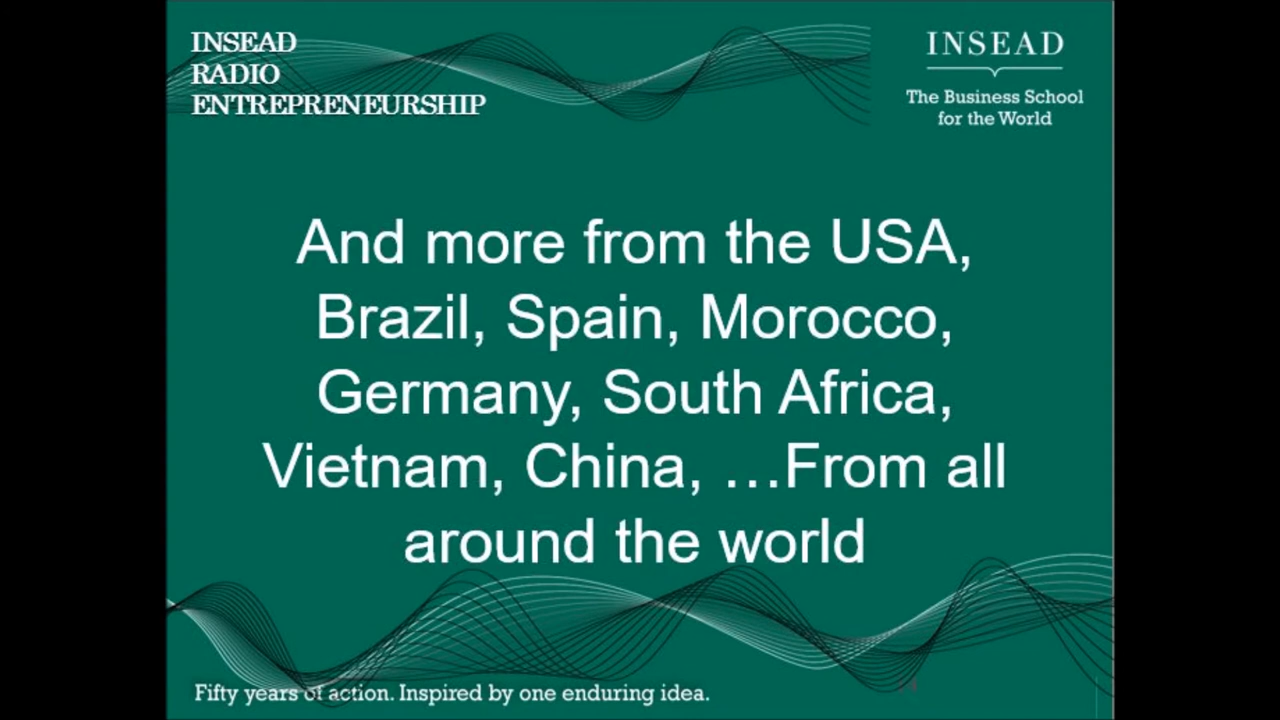 INSEAD
RADIO
ENTREPRENEURSHIP
INSEAD
The Business School
for the World
And more from the USA,
Brazil, Spain, Morocco,
Germany, South Africa,
Vietnam, China, …From all
around the world
Fifty years of action. Inspired by one enduring idea.